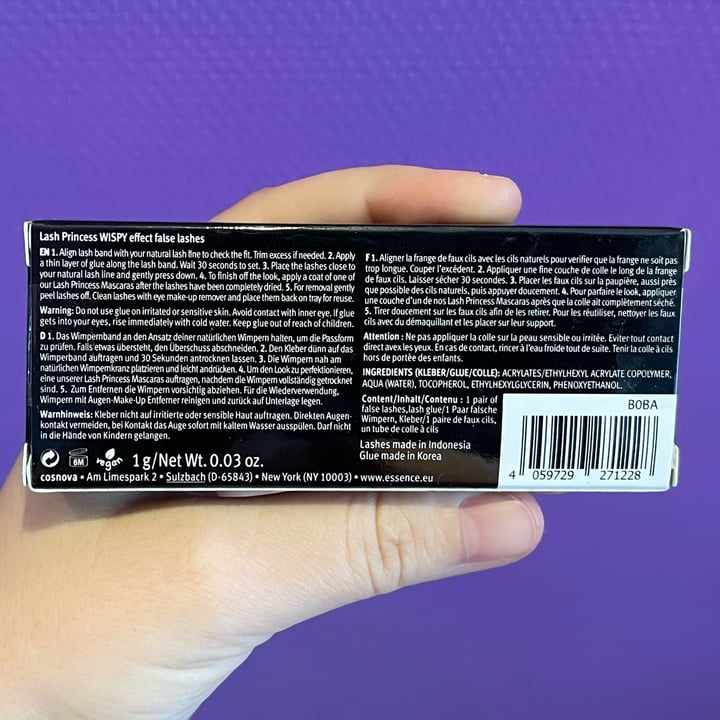 Lash Princess WISPY effect false lashes
EN 1. Align lash band with your natural lash line to check the fit. Trim excess if needed. 2. Apply
a thin layer of glue along the lash band. Wait 30 seconds to set. 3. Place the lashes close to
your natural lash line and gently press down. 4. To finish off the look, apply a coat of one of
our Lash Princess Mascaras after the lashes have been completely dried. 5. For removal gently
peel lashes off. Clean lashes with eye make-up remover and place them back on tray for reuse.
Warning: Do not use glue on irritated or sensitive skin. Avoid contact with inner eye. If glue
gets into your eyes, rinse immediately with cold water. Keep glue out of reach of children.
D 1. Das Wimpernband an den Ansatz deiner natürlichen Wimpern halten, um die Passform
zu prüfen. Falls etwas übersteht, den Überschuss abschneiden. 2. Den Kleber dünn auf das
Wimperband auftragen und 30 Sekunden antrocknen lassen. 3. Die Wimpern nah am
natürlichen Wimpernkranz platzieren und leicht andrücken. 4. Um den Look zu perfektionieren,
eine unserer Lash Princess Mascaras auftragen, nachdem die Wimpern vollständig getrocknet
sind. 5. Zum Entfernen die Wimpern vorsichtig abziehen. Für die Wiederverwendung,
Wimpern mit Augen-Make-Up Entferner reinigen und zurück auf Unterlage legen.
Warnhinweis: Kleber nicht auf irritierte oder sensible Haut auftragen. Direkten Augen-
kontakt vermeiden, bei Kontakt das Auge sofort mit kaltem Wasser ausspülen. Darf nicht
in die Hände von Kindern gelangen.
6M vegan 1 g/Net Wt. 0.03 oz.
cosnova • Am Limespark 2 • Sulzbach (D-65843) • New York (NY 10003) • www.essence.eu
F 1. Aligner la frange de faux cils avec les cils naturels pour verifier que la frange ne soit pas
trop longue. Couper l'excédent. 2. Appliquer une fine couche de colle le long de la frange
de faux cils. Laisser sécher 30 secondes. 3. Placer les faux cils sur la paupière, aussi près
que possible des cils naturels, puis appuyer doucement. 4. Pour parfaire le look, appliquer
une couche d'un de nos Lash Princess Mascaras après que la colle ait complètement séché.
5. Tirer doucement sur les faux cils afin de les retirer. Pour les réutiliser, nettoyer les faux
cils avec du démaquillant et les placer sur leur support.
Attention : Ne pas appliquer la colle sur la peau sensible ou irritée. Eviter tout contact
direct avec les yeux. En cas de contact, rincer à l'eau froide tout de suite. Tenir la colle à cils
hors de portée des enfants.
INGREDIENTS (KLEBER/GLUE/COLLE): ACRYLATES/ETHYLHEXYL ACRYLATE COPOLYMER,
AQUA (WATER), TOCOPHEROL, ETHYLHEXYLGLYCERIN, PHENOXYETHANOL.
Content/Inhalt/Contenu : 1 pair of
false lashes,lash glue/1 Paar falsche
Wimpern, Kleber/1 paire de faux cils,
un tube de colle à cils
Lashes made in Indonesia
Glue made in Korea
B0BA
4 059729 271228